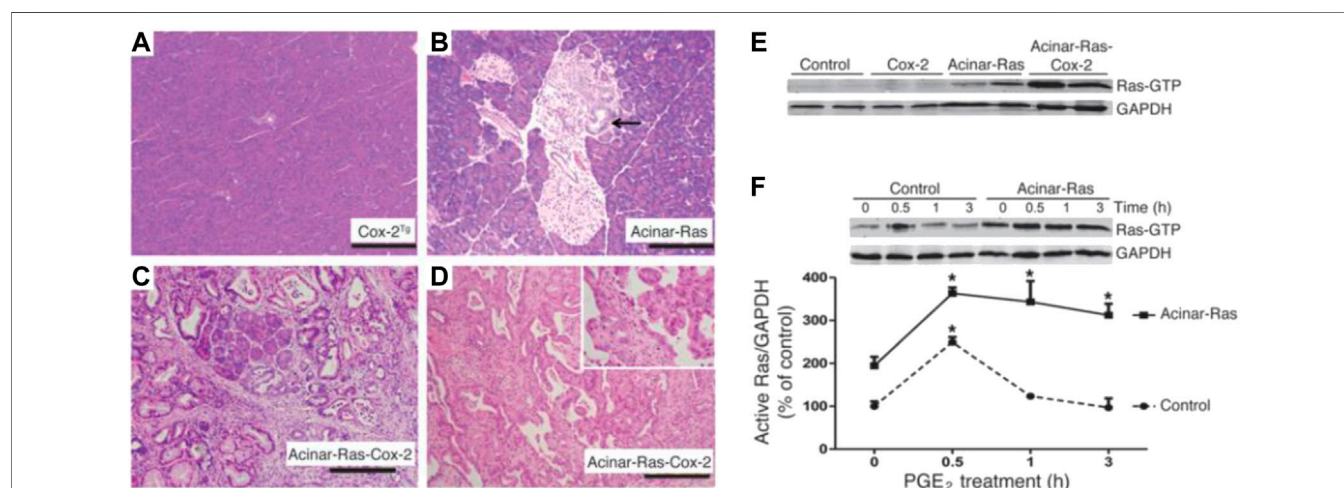 A
Cox-2ᵀᵍ
B
Acinar-Ras
C
Acinar-Ras-Cox-2
D
Acinar-Ras-Cox-2
E
Control Cox-2 Acinar-Ras Acinar-Ras-
Cox-2
Ras-GTP
GAPDH
F
Control Acinar-Ras
0 0.5 1 3 0 0.5 1 3 Time (h)
Ras-GTP
GAPDH
Active Ras/GAPDH
(% of control)
400
300
200
100
0
* * *
*
Acinar-Ras
Control
0 0.5 1 3
PGE₂ treatment (h)